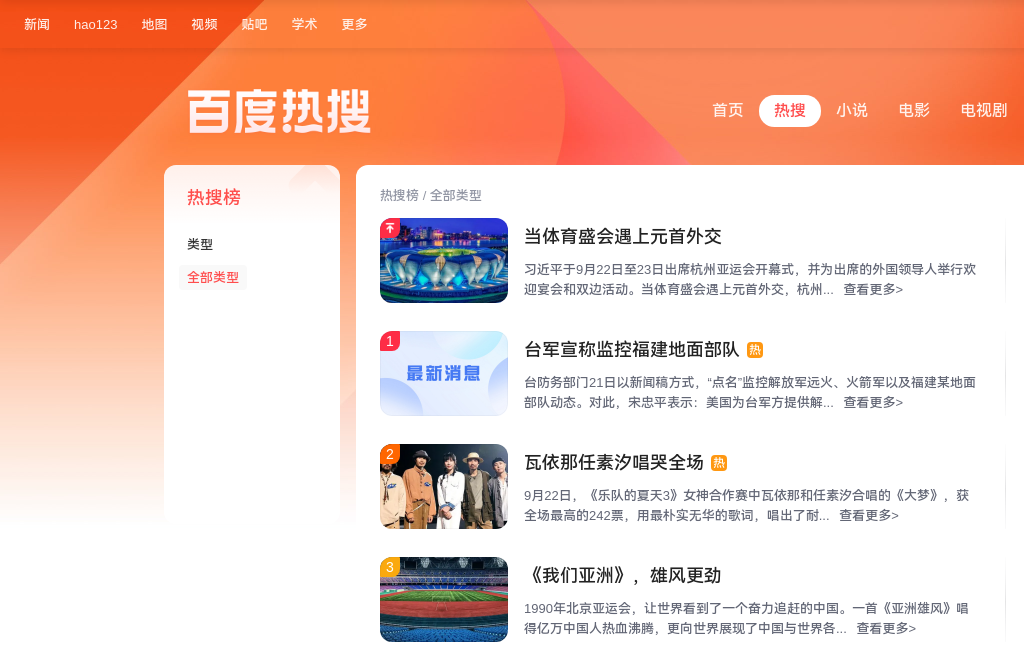 新闻 hao123 地图 视频 贴吧 学术 更多
百度热搜
首页 热搜 小说 电影 电视剧
热搜榜
类型
全部类型
热搜榜 / 全部类型
当体育盛会遇上元首外交
习近平于9月22日至23日出席杭州亚运会开幕式，并为出席的外国领导人举行欢
迎宴会和双边活动。当体育盛会遇上元首外交，杭州... 查看更多>
1
最新消息
台军宣称监控福建地面部队 热
台防务部门21日以新闻稿方式，“点名”监控解放军远火、火箭军以及福建某地面
部队动态。对此，宋忠平表示：美国为台军方提供解... 查看更多>
2
瓦依那任素汐唱哭全场 热
9月22日，《乐队的夏天3》女神合作赛中瓦依那和任素汐合唱的《大梦》，获
全场最高的242票，用最朴实无华的歌词，唱出了耐... 查看更多>
3
《我们亚洲》，雄风更劲
1990年北京亚运会，让世界看到了一个奋力追赶的中国。一首《亚洲雄风》唱
得亿万中国人热血沸腾，更向世界展现了中国与世界各... 查看更多>